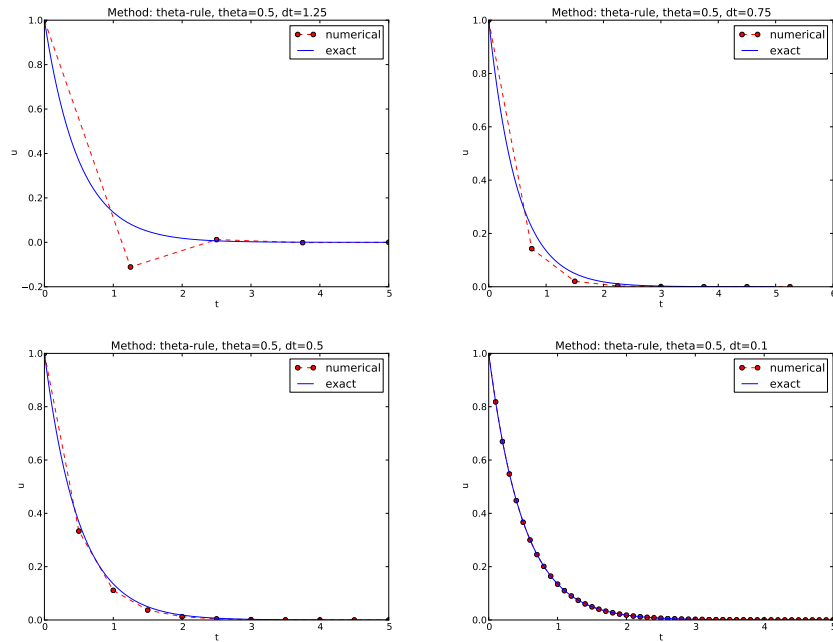 Method: theta-rule, theta=0.5, dt=1.25
1.0
0.8
0.6
0.4
0.2
0.0
−0.2
u
0
1
2
3
4
5
t
numerical
exact
Method: theta-rule, theta=0.5, dt=0.75
1.0
0.8
0.6
0.4
0.2
0.0
u
0
1
2
3
4
5
6
t
numerical
exact
Method: theta-rule, theta=0.5, dt=0.5
1.0
0.8
0.6
0.4
0.2
0.0
u
0
1
2
3
4
5
t
numerical
exact
Method: theta-rule, theta=0.5, dt=0.1
1.0
0.8
0.6
0.4
0.2
0.0
u
0
1
2
3
4
5
t
numerical
exact